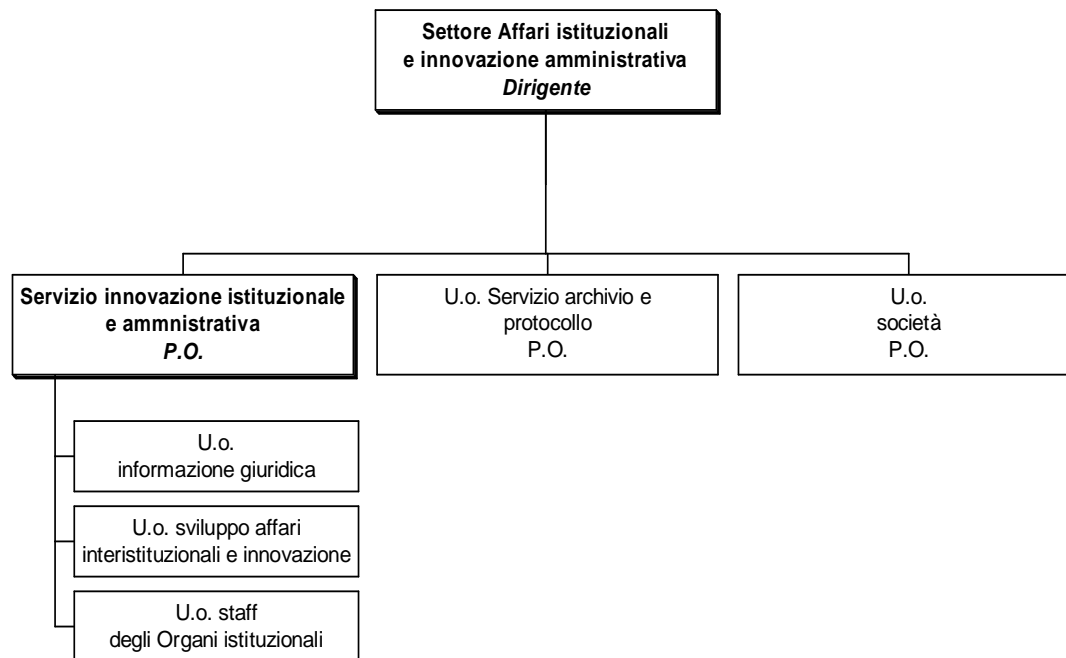 Settore Affari istituzionali
e innovazione amministrativa
Dirigente
Servizio innovazione istituzionale
e ammnistrativa
P.O.
U.o. Servizio archivio e
protocollo
P.O.
U.o.
società
P.O.
U.o.
informazione giuridica
U.o. sviluppo affari
interistituzionali e innovazione
U.o. staff
degli Organi istituzionali